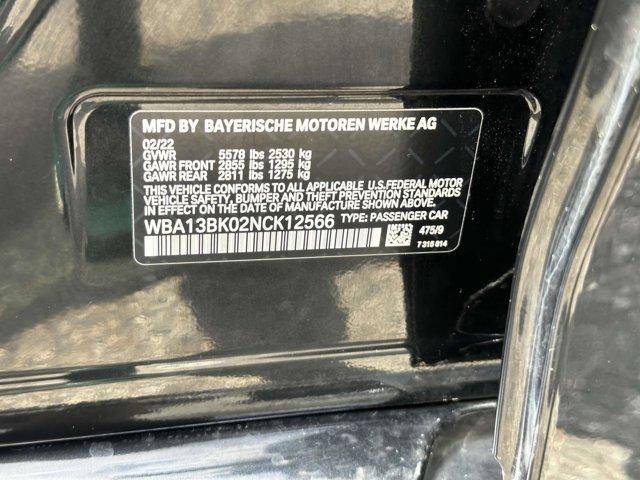 MFD BY BAYERISCHE MOTOREN WERKE AG
02/22
GVWR 5578 lbs 2530 kg
GAWR FRONT 2855 lbs 1295 kg
GAWR REAR 2811 lbs 1275 kg
THIS VEHICLE CONFORMS TO ALL APPLICABLE U.S.FEDERAL MOTOR
VEHICLE SAFETY, BUMPER AND THEFT PREVENTION STANDARDS
IN EFFECT ON THE DATE OF MANUFACTURE SHOWN ABOVE.
WBA13BK02NCK12566 TYPE: PASSENGER CAR
475/9
7 315 814